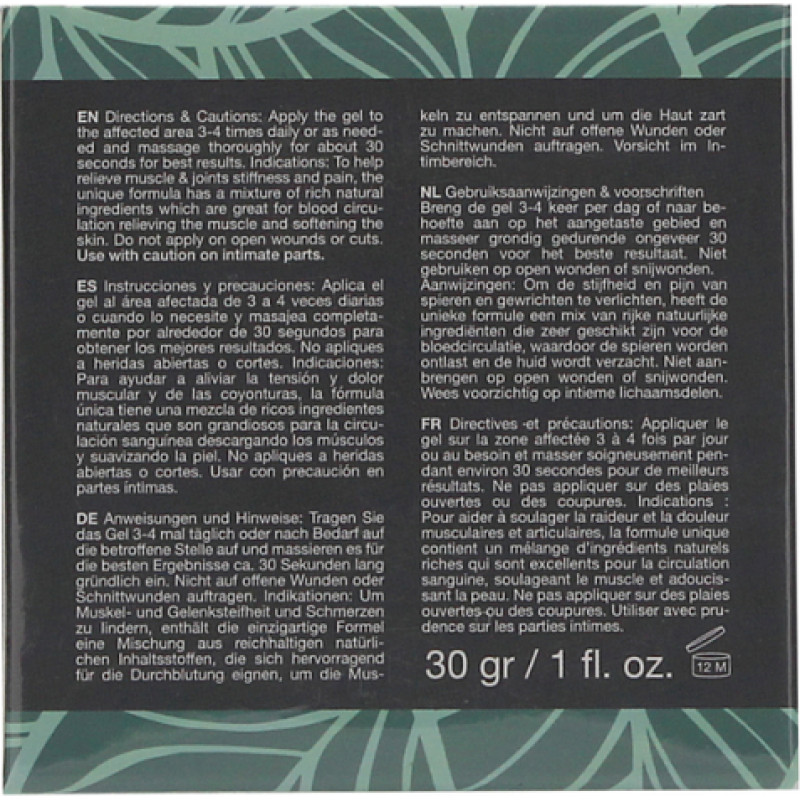 EN Directions & Cautions: Apply the gel to
the affected area 3-4 times daily or as need-
ed and massage thoroughly for about 30
seconds for best results. Indications: To help
relieve muscle & joints stiffness and pain, the
unique formula has a mixture of rich natural
ingredients which are great for blood circu-
lation relieving the muscle and softening the
skin. Do not apply on open wounds or cuts.
Use with caution on intimate parts.
ES Instrucciones y precauciones: Aplica el
gel al área afectada de 3 a 4 veces diarias
o cuando lo necesite y masajea completa-
mente por alrededor de 30 segundos para
obtener los mejores resultados. No apliques
a heridas abiertas o cortes. Indicaciones:
Para ayudar a aliviar la tensión y dolor
muscular y de las coyonturas, la fórmula
única tiene una mezcla de ricos ingredientes
naturales que son grandiosos para la circu-
lación sanguínea descargando los músculos
y suavizando la piel. No apliques a heridas
abiertas o cortes. Usar con precaución en
partes intimas.
DE Anweisungen und Hinweise: Tragen Sie
das Gel 3-4 mal täglich oder nach Bedarf auf
die betroffene Stelle auf und massieren es für
die besten Ergebnisse ca. 30 Sekunden lang
gründlich ein. Nicht auf offene Wunden oder
Schnittwunden auftragen. Indikationen: Um
Muskel- und Gelenksteifheit und Schmerzen
zu lindern, enthält die einzigartige Formel
eine Mischung aus reichhaltigen natürli-
chen Inhaltsstoffen, die sich hervorragend
für die Durchblutung eignen, um die Mus-
keln zu entspannen und um die Haut zart
zu machen. Nicht auf offene Wunden oder
Schnittwunden auftragen. Vorsicht im In-
timbereich.
NL Gebruiksaanwijzingen & voorschriften
Breng de gel 3-4 keer per dag of naar be-
hoefte aan op het aangetaste gebied en
masseer grondig gedurende ongeveer 30
seconden voor het beste resultaat. Niet
gebruiken op open wonden of snijwonden.
Aanwijzingen: Om de stijfheid en pijn van
spieren en gewrichten te verlichten, heeft de
unieke formule een mix van rijke natuurlijke
ingrediënten die zeer geschikt zijn voor de
bloedcirculatie, waardoor de spieren worden
ontlast en de huid wordt verzacht. Niet aan-
brengen op open wonden of snijwonden.
Wees voorzichtig op intieme lichaamsdelen.
FR Directives et précautions: Appliquer le
gel sur la zone affectée 3 à 4 fois par jour
ou au besoin et masser soigneusement pen-
dant environ 30 secondes pour de meilleurs
résultats. Ne pas appliquer sur des plaies
ouvertes ou des coupures. Indications :
Pour aider à soulager la raideur et la douleur
musculaires et articulaires, la formule unique
contient un mélange d'ingrédients naturels
riches qui sont excellents pour la circulation
sanguine, soulageant le muscle et adoucis-
sant la peau. Ne pas appliquer sur des plaies
ouvertes ou des coupures. Utiliser avec pru-
dence sur les parties intimes.
30 gr / 1 fl. oz.
12 M